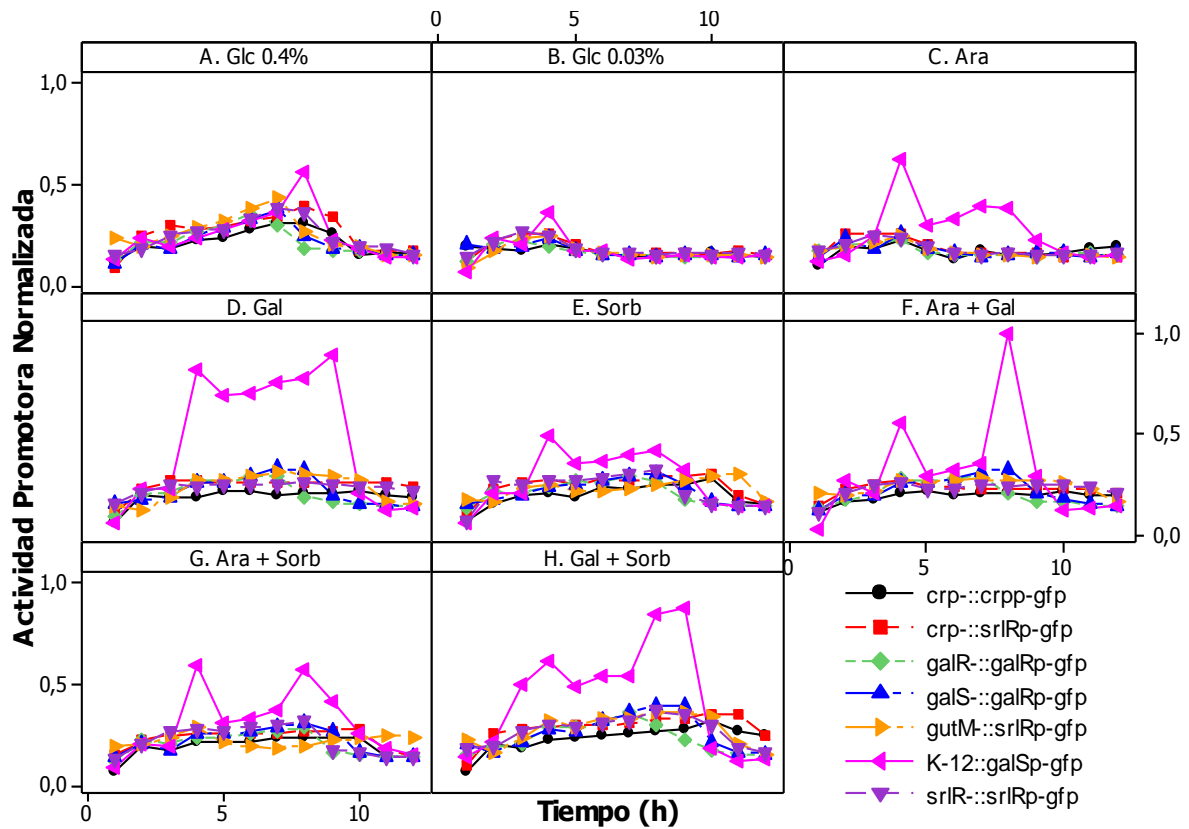 0 5 10
A. Glc 0.4% B. Glc 0.03% C. Ara
1,0
0,5
0,0
D. Gal E. Sorb F. Ara + Gal
1,0
0,5
0,0
G. Ara + Sorb H. Gal + Sorb
0 5 10
1,0
0,5
0,0
0 5 10
Actividad Promotora Normalizada
Tiempo (h)
crp-::crpp-gfp
crp-::srlRp-gfp
galR-::galRp-gfp
galS-::galRp-gfp
gutM-::srlRp-gfp
K-12::galSp-gfp
srlR-::srlRp-gfp